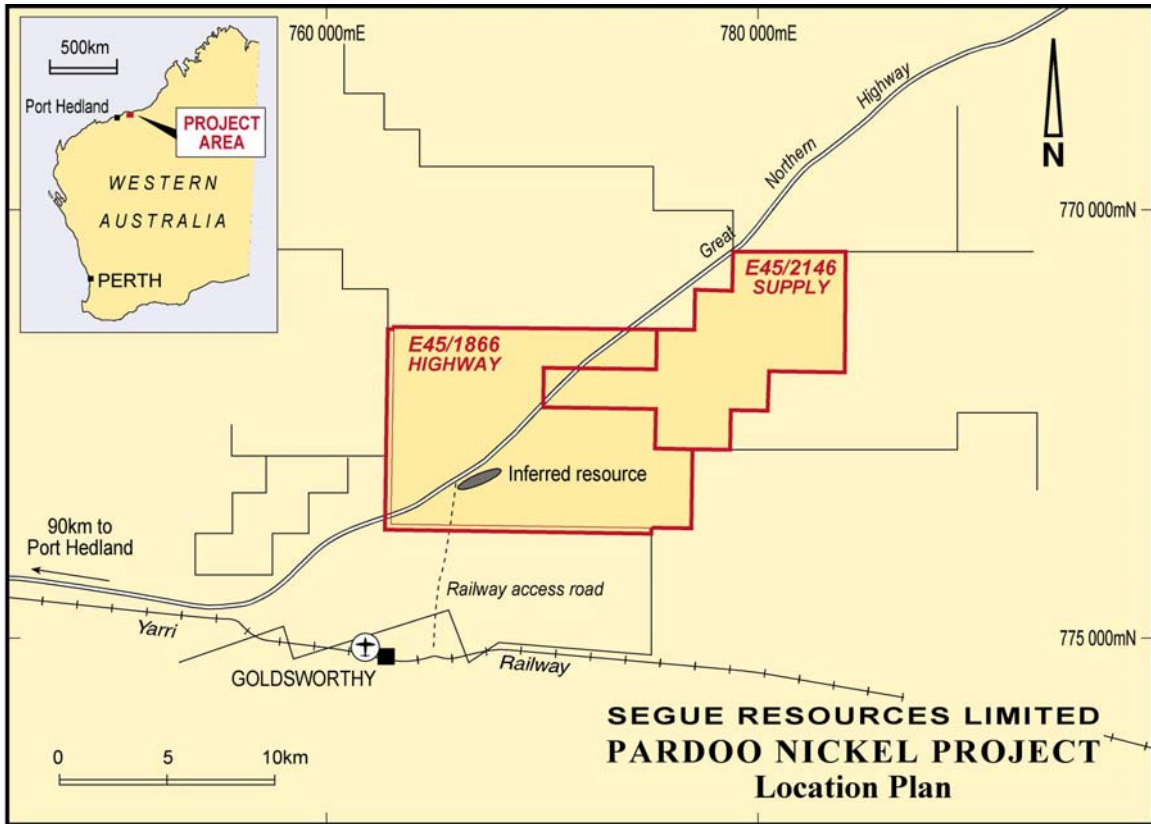 760 000mE
780 000mE
500km
Port Hedland
PROJECT
AREA
WESTERN
AUSTRALIA
PERTH
N
Great Northern Highway
770 000mN
E45/2146
SUPPLY
E45/1866
HIGHWAY
Inferred resource
90km to
Port Hedland
Railway access road
Yarri Railway
775 000mN
GOLDSWORTHY
0 5 10km
SEGUE RESOURCES LIMITED
PARDOO NICKEL PROJECT
Location Plan